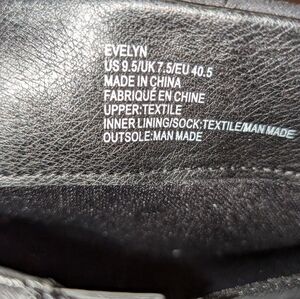 EVELYN
US 9.5/UK 7.5/EU 40.5
MADE IN CHINA
FABRIQUÉ EN CHINE
UPPER:TEXTILE
INNER LINING/SOCK:TEXTILE/MAN MADE
OUTSOLE:MAN MADE